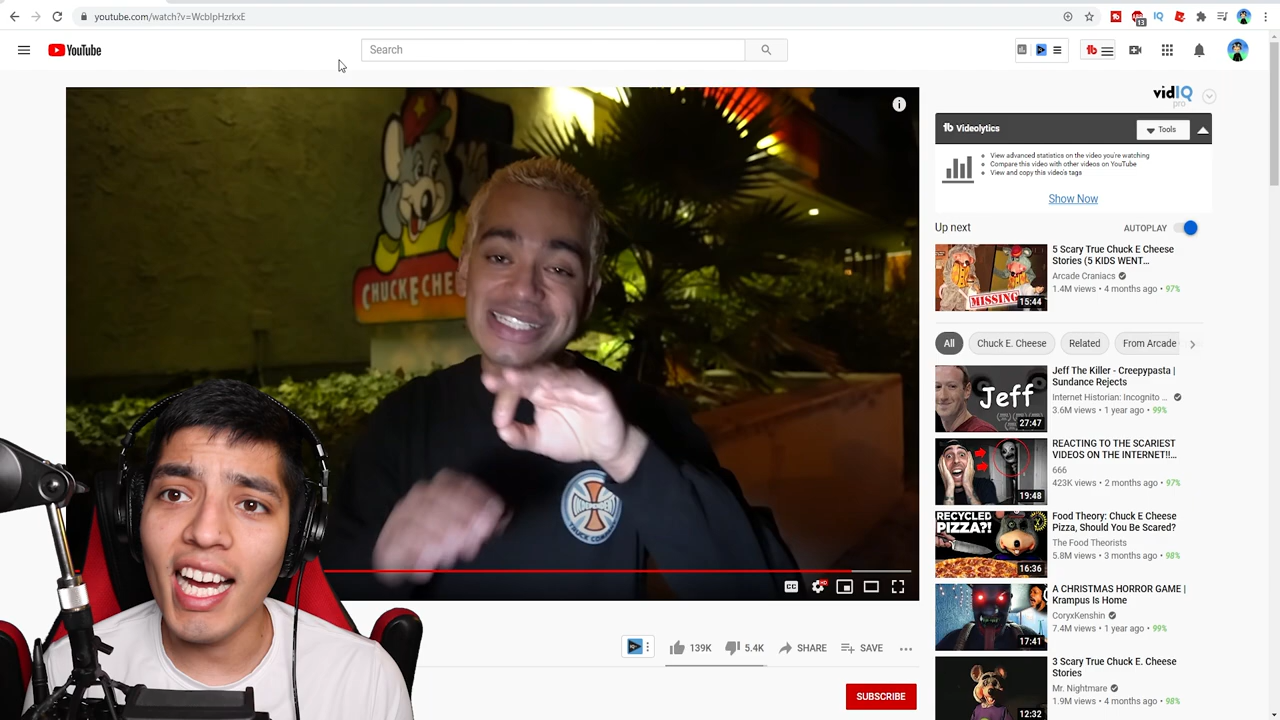 youtube.com/watch?v=WcbIpHzrkxE
13
YouTube
Search
vidIQ
pro
Videolytics
Tools
View advanced statistics on the video you're watching
Compare this video with other videos on YouTube
View and copy this video's tags
Show Now
Up next
AUTOPLAY
5 Scary True Chuck E Cheese
Stories (5 KIDS WENT...
Arcade Craniacs
1.4M views • 4 months ago • 97%
MISSING
15:44
All
Chuck E. Cheese
Related
From Arcade
Jeff The Killer - Creepypasta |
Sundance Rejects
Internet Historian: Incognito ...
3.6M views • 1 year ago • 99%
Jeff
27:47
REACTING TO THE SCARIEST
VIDEOS ON THE INTERNET!!...
666
423K views • 2 months ago • 97%
19:48
Food Theory: Chuck E Cheese
Pizza, Should You Be Scared?
The Food Theorists
5.8M views • 3 months ago • 98%
RECYCLED
PIZZA?!
16:36
A CHRISTMAS HORROR GAME |
Krampus Is Home
CoryxKenshin
7.4M views • 1 year ago • 99%
17:41
3 Scary True Chuck E. Cheese
Stories
Mr. Nightmare
1.9M views • 4 months ago • 98%
12:32
CHUCK E CHEE
INDEPENDENT
TRUCK COMPANY
CC
HD
139K
5.4K
SHARE
SAVE
SUBSCRIBE